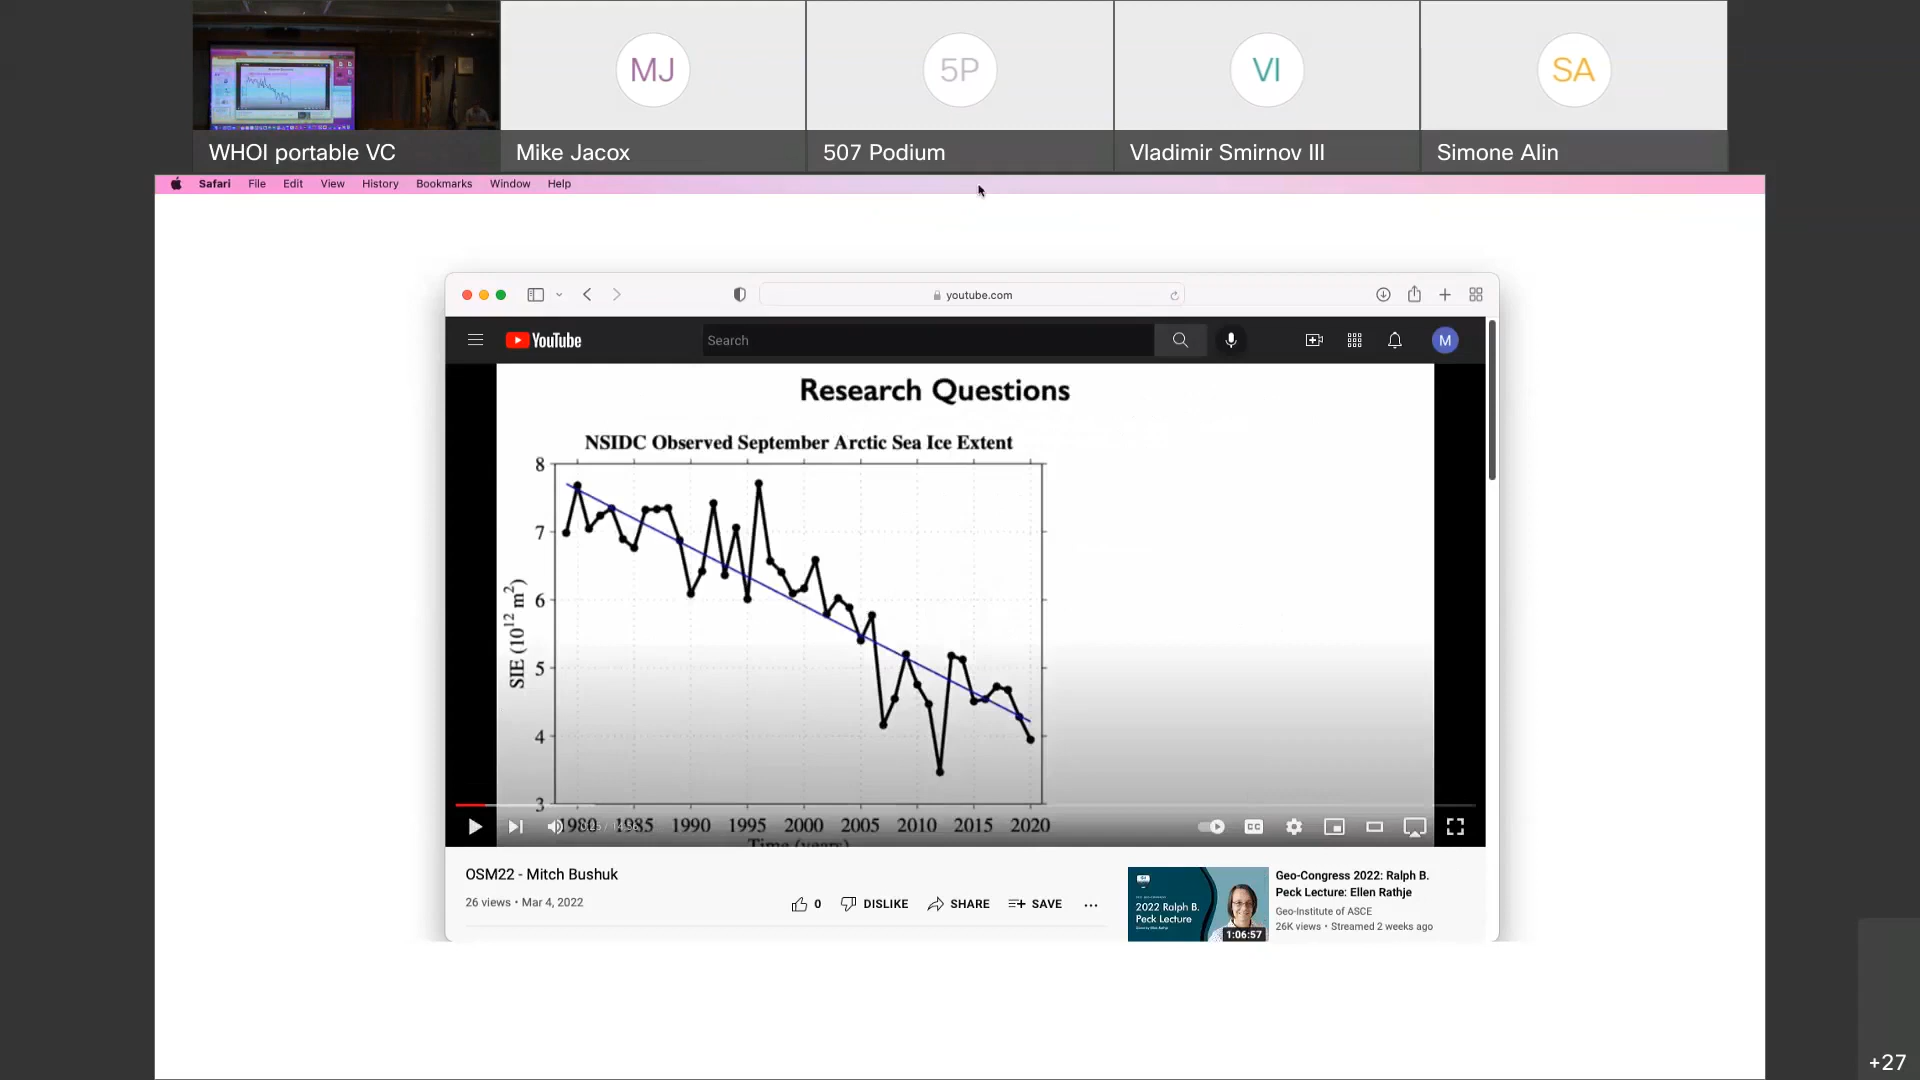 MJ
5P
VI
SA
WHOI portable VC
Mike Jacox
507 Podium
Vladimir Smirnov III
Simone Alin
Safari File Edit View History Bookmarks Window Help
youtube.com
YouTube
Search
M
Research Questions
NSIDC Observed September Arctic Sea Ice Extent
8
7
6
5
4
3
SIE (10¹² m²)
1980 1985 1990 1995 2000 2005 2010 2015 2020
Time (years)
CC
OSM22 - Mitch Bushuk
26 views • Mar 4, 2022
0 DISLIKE SHARE SAVE ...
2022 Ralph B.
Peck Lecture
1:06:57
Geo-Congress 2022: Ralph B.
Peck Lecture: Ellen Rathje
Geo-Institute of ASCE
26K views • Streamed 2 weeks ago
+27